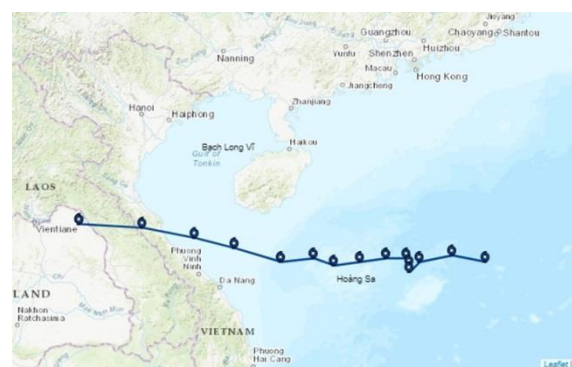 Jieyang
Guangzhou
Chaoyang
Shantou
Yunfu
Shenzhen
Huizhou
Nanning
Macau
Hong Kong
Jiangcheng
Zhanjiang
Hanoi
Haiphong
Haikou
Bạch Long Vĩ
Gulf of
Tonkin
LAOS
Vientiane
Phuong
Vinh
Ninh
Da Nang
Hoàng Sa
LAND
Nakhon
Ratchasima
VIETNAM
Phuong
Hai Cang
Leaflet